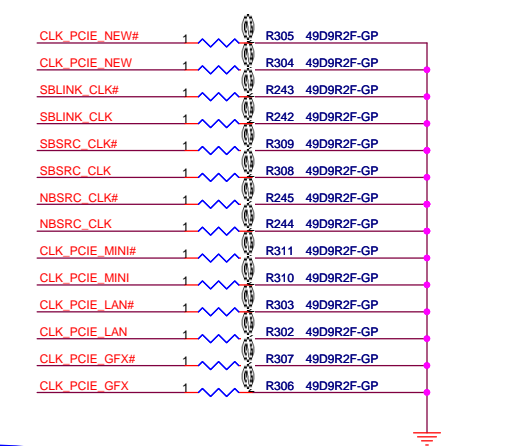 CLK_PCIE_NEW# 1 R305 49D9R2F-GP
CLK_PCIE_NEW 1 R304 49D9R2F-GP
SBLINK_CLK# 1 R243 49D9R2F-GP
SBLINK_CLK 1 R242 49D9R2F-GP
SBSRC_CLK# 1 R309 49D9R2F-GP
SBSRC_CLK 1 R308 49D9R2F-GP
NBSRC_CLK# 1 R245 49D9R2F-GP
NBSRC_CLK 1 R244 49D9R2F-GP
CLK_PCIE_MINI# 1 R311 49D9R2F-GP
CLK_PCIE_MINI 1 R310 49D9R2F-GP
CLK_PCIE_LAN# 1 R303 49D9R2F-GP
CLK_PCIE_LAN 1 R302 49D9R2F-GP
CLK_PCIE_GFX# 1 R307 49D9R2F-GP
CLK_PCIE_GFX 1 R306 49D9R2F-GP